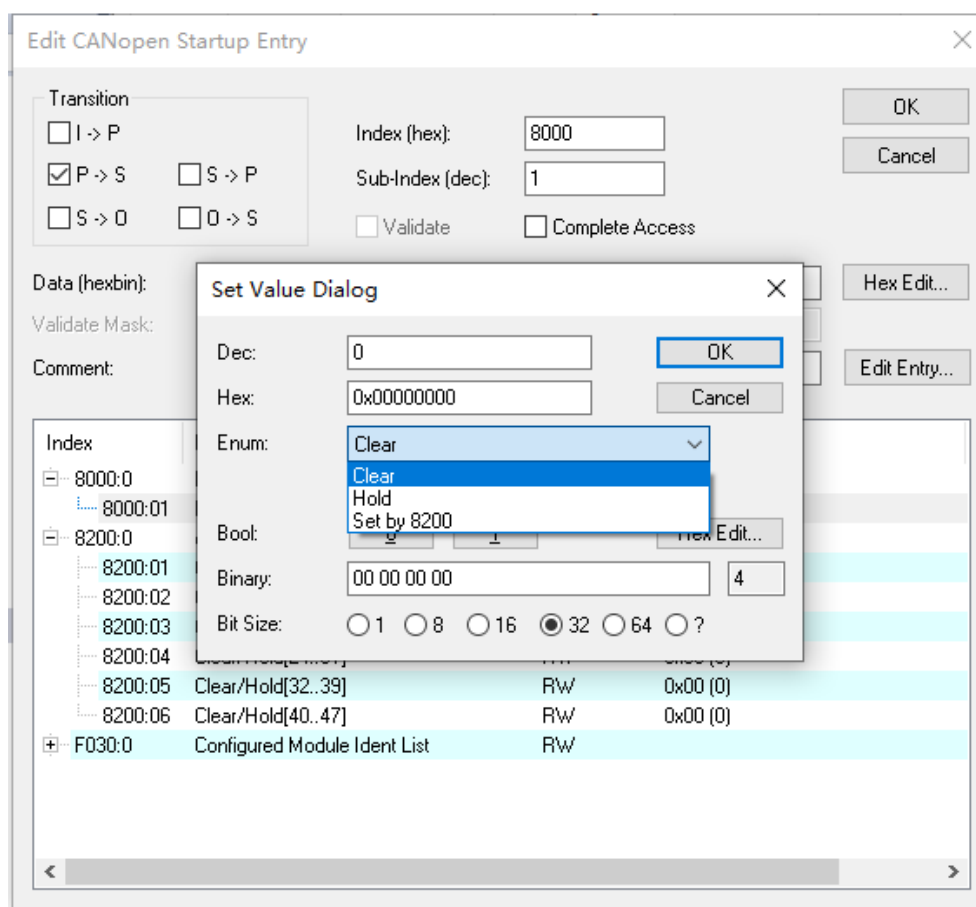 Edit CANopen Startup Entry
Transition
I -> P
P -> S
S -> P
S -> O
O -> S
Index (hex):
8000
Sub-Index (dec):
1
Validate
Complete Access
OK
Cancel
Data (hexbin):
Hex Edit...
Validate Mask:
Comment:
Edit Entry...
Set Value Dialog
Dec:
0
OK
Hex:
0x00000000
Cancel
Enum:
Clear
Clear
Hold
Set by 8200
Bool:
Hex Edit...
Binary:
00 00 00 00
4
Bit Size:
1
8
16
32
64
?
Index
8000:0
8000:01
8200:0
8200:01
8200:02
8200:03
8200:04
8200:05 Clear/Hold[32..39] RW 0x00 (0)
8200:06 Clear/Hold[40..47] RW 0x00 (0)
F030:0 Configured Module Ident List RW